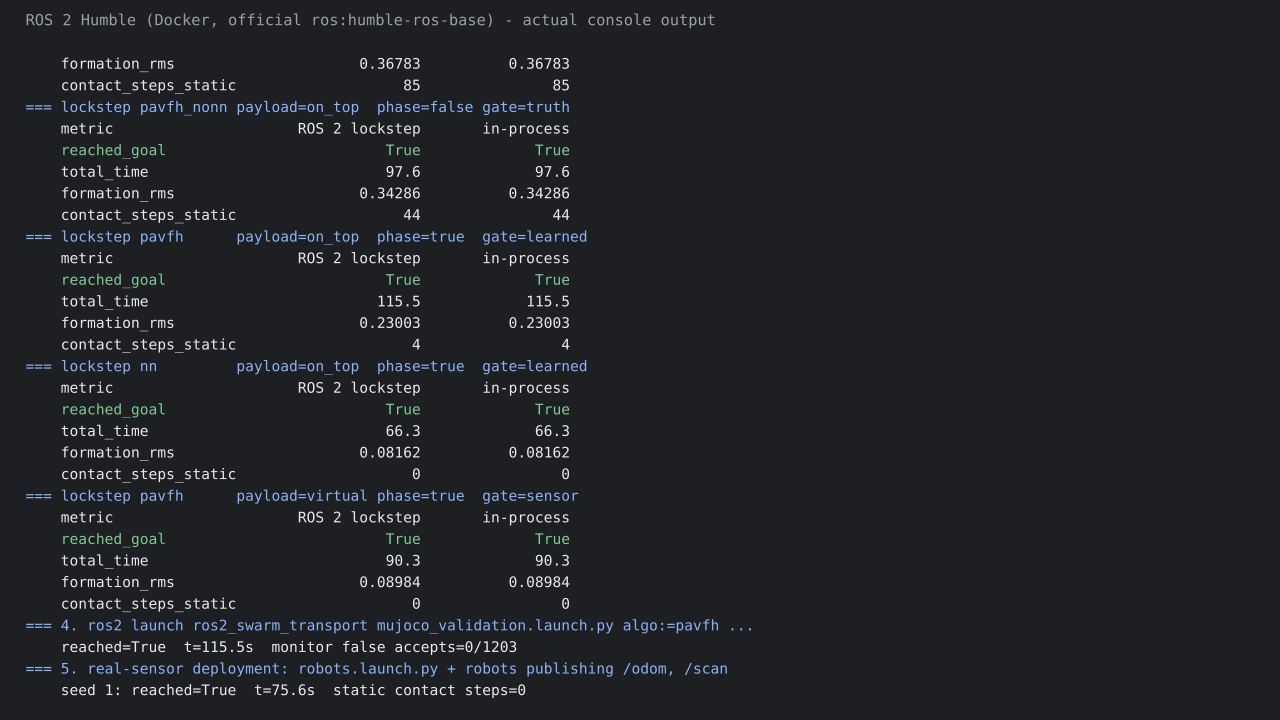 ROS 2 Humble (Docker, official ros:humble-ros-base) - actual console output
formation_rms 0.36783 0.36783
contact_steps_static 85 85
=== lockstep pavfh_nonn payload=on_top phase=false gate=truth
metric ROS 2 lockstep in-process
reached_goal True True
total_time 97.6 97.6
formation_rms 0.34286 0.34286
contact_steps_static 44 44
=== lockstep pavfh payload=on_top phase=true gate=learned
metric ROS 2 lockstep in-process
reached_goal True True
total_time 115.5 115.5
formation_rms 0.23003 0.23003
contact_steps_static 4 4
=== lockstep nn payload=on_top phase=true gate=learned
metric ROS 2 lockstep in-process
reached_goal True True
total_time 66.3 66.3
formation_rms 0.08162 0.08162
contact_steps_static 0 0
=== lockstep pavfh payload=virtual phase=true gate=sensor
metric ROS 2 lockstep in-process
reached_goal True True
total_time 90.3 90.3
formation_rms 0.08984 0.08984
contact_steps_static 0 0
=== 4. ros2 launch ros2_swarm_transport mujoco_validation.launch.py algo:=pavfh ...
reached=True t=115.5s monitor false accepts=0/1203
=== 5. real-sensor deployment: robots.launch.py + robots publishing /odom, /scan
seed 1: reached=True t=75.6s static contact steps=0